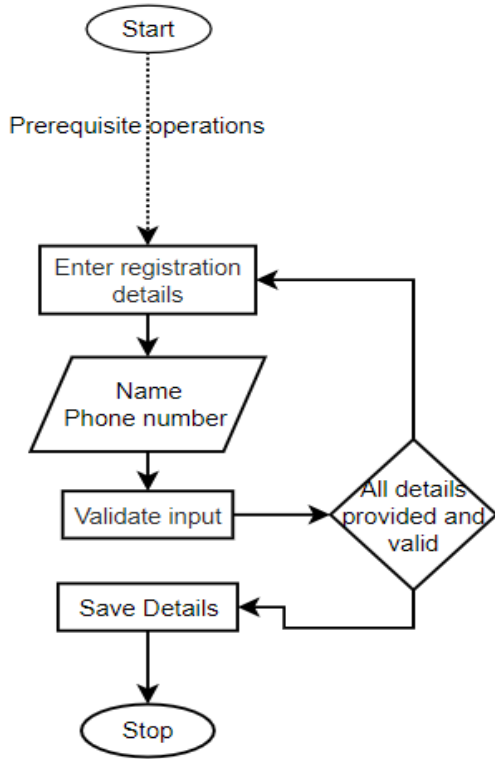 Start
Prerequisite operations
Enter registration
details
Name
Phone number
Validate input
All details
provided and
valid
Save Details
Stop